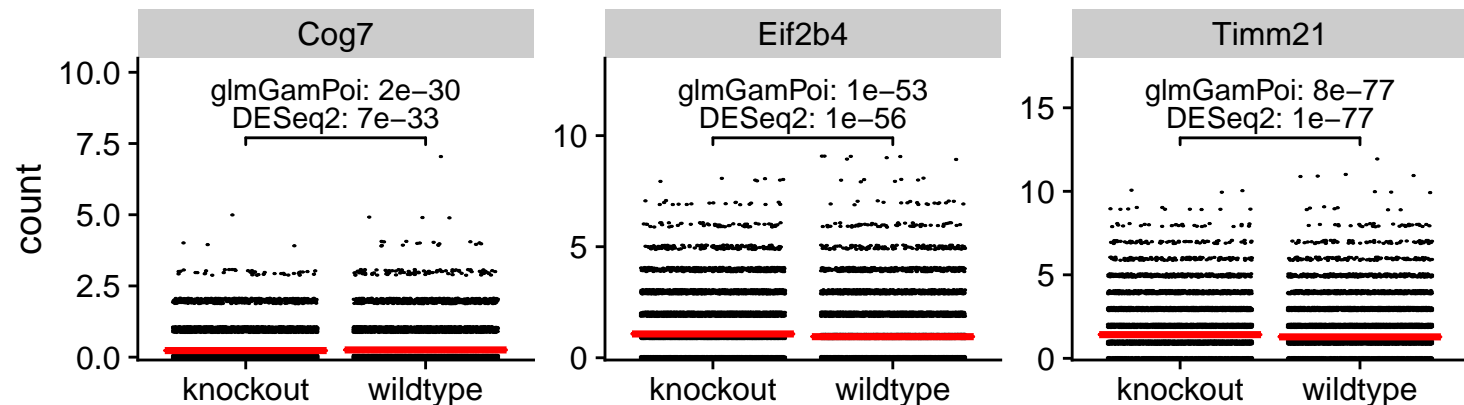 Cog7
Eif2b4
Timm21
count
10.0
7.5
5.0
2.5
0.0
glmGamPoi: 2e−30
DESeq2: 7e−33
knockout
wildtype
10
5
0
glmGamPoi: 1e−53
DESeq2: 1e−56
knockout
wildtype
15
10
5
0
glmGamPoi: 8e−77
DESeq2: 1e−77
knockout
wildtype